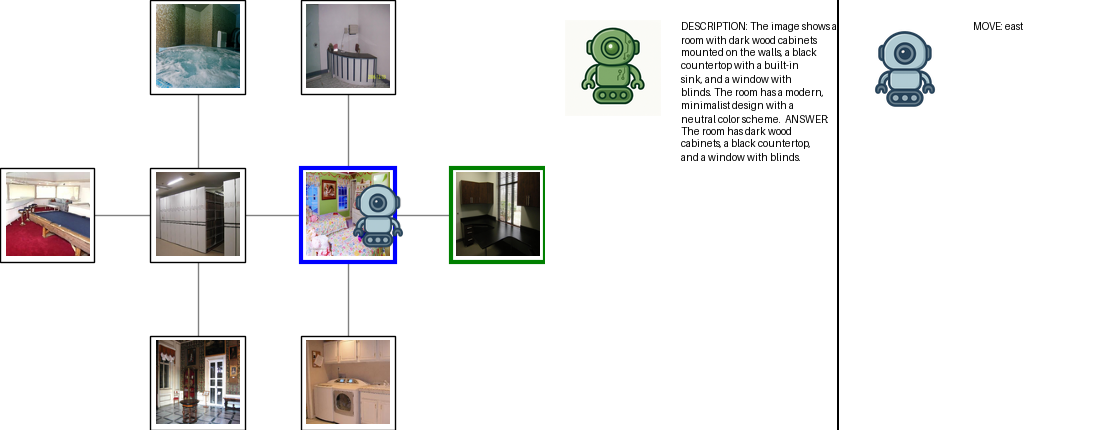 DESCRIPTION: The image shows a
room with dark wood cabinets
mounted on the walls, a black
countertop with a built-in
sink, and a window with
blinds. The room has a modern,
minimalist design with a
neutral color scheme.  ANSWER:
The room has dark wood
cabinets, a black countertop,
and a window with blinds.
MOVE: east